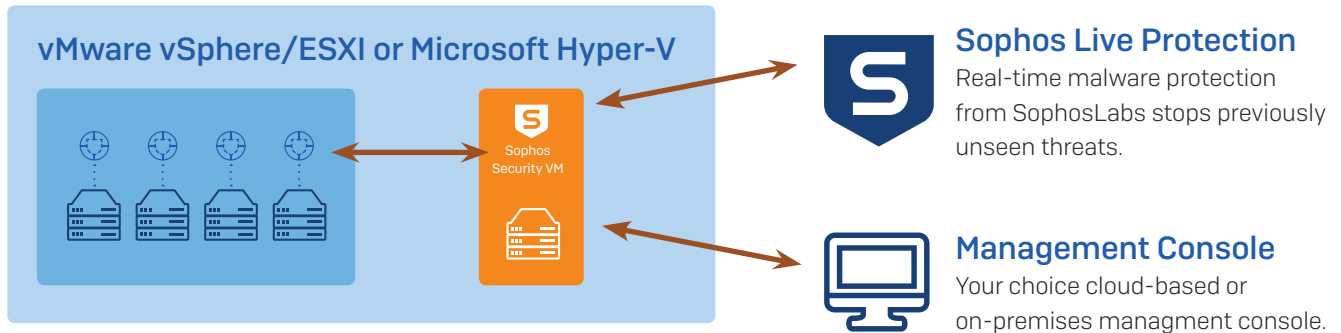 vMware vSphere/ESXI or Microsoft Hyper-V
S
Sophos
Security VM
S
Sophos Live Protection
Real-time malware protection
from SophosLabs stops previously
unseen threats.
Management Console
Your choice cloud-based or
on-premises managment console.